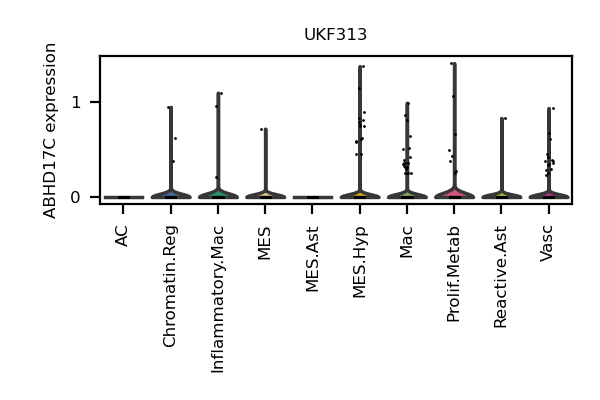 UKF313
ABHD17C expression
1
0
AC
Chromatin.Reg
Inflammatory.Mac
MES
MES.Ast
MES.Hyp
Mac
Prolif.Metab
Reactive.Ast
Vasc